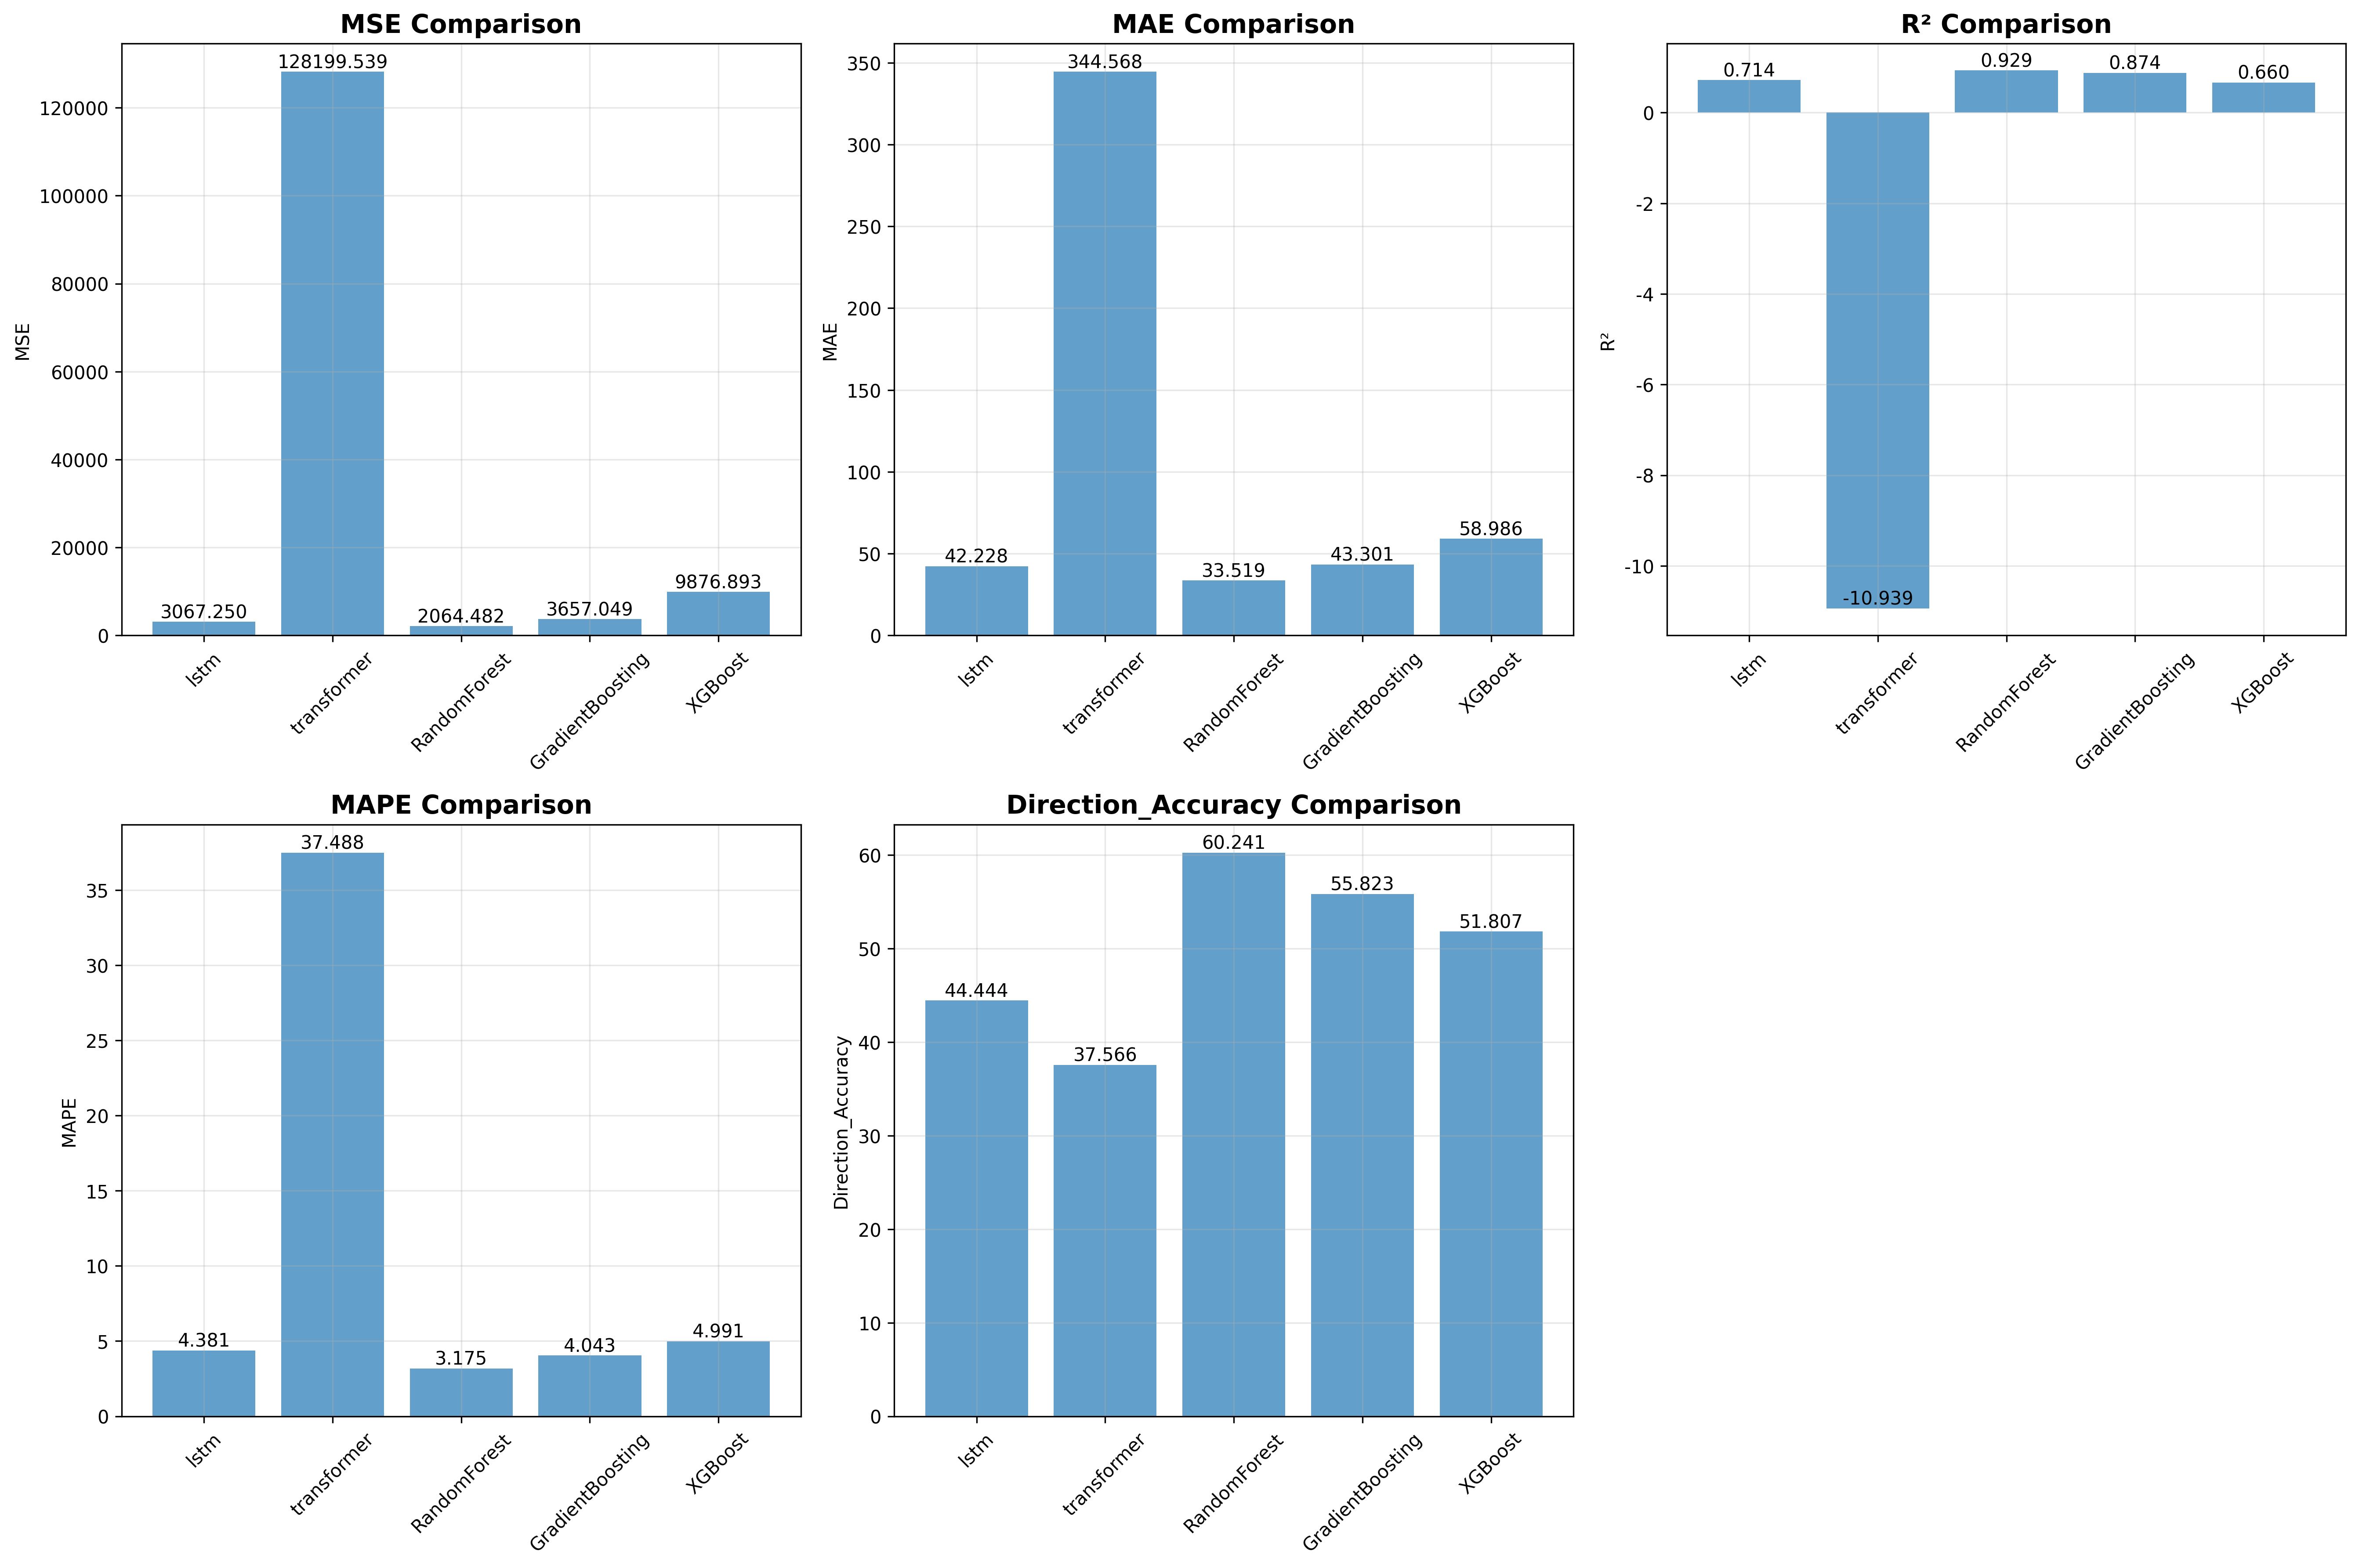 MSE Comparison
MSE
120000
100000
80000
60000
40000
20000
0
3067.250
128199.539
2064.482
3657.049
9876.893
lstm
transformer
RandomForest
GradientBoosting
XGBoost
MAE Comparison
MAE
350
300
250
200
150
100
50
0
42.228
344.568
33.519
43.301
58.986
lstm
transformer
RandomForest
GradientBoosting
XGBoost
R² Comparison
R²
0
-2
-4
-6
-8
-10
0.714
-10.939
0.929
0.874
0.660
lstm
transformer
RandomForest
GradientBoosting
XGBoost
MAPE Comparison
MAPE
35
30
25
20
15
10
5
0
4.381
37.488
3.175
4.043
4.991
lstm
transformer
RandomForest
GradientBoosting
XGBoost
Direction_Accuracy Comparison
Direction_Accuracy
60
50
40
30
20
10
0
44.444
37.566
60.241
55.823
51.807
lstm
transformer
RandomForest
GradientBoosting
XGBoost